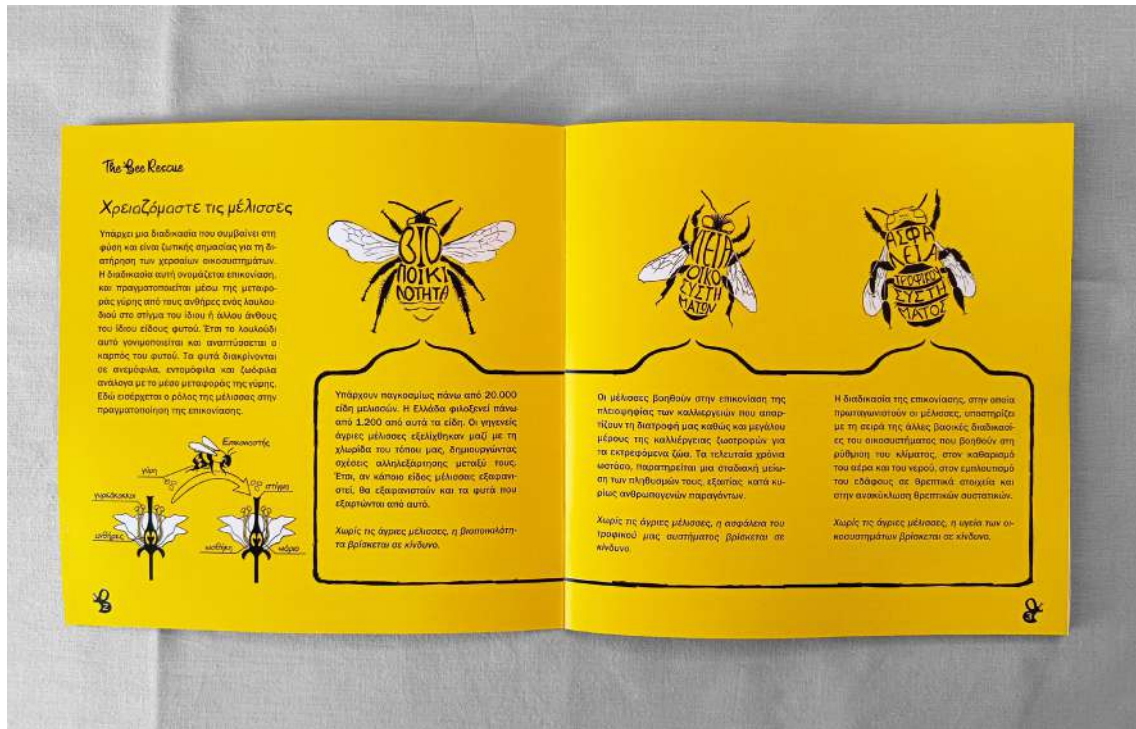 The Bee Rescue
Χρειαζόμαστε τις μέλισσες
Υπάρχει μια διαδικασία που συμβαίνει στη
φύση και είναι ζωτικής σημασίας για τη δι-
ατήρηση των χερσαίων οικοσυστημάτων.
Η διαδικασία αυτή ονομάζεται επικονίαση,
και πραγματοποιείται μέσω της μεταφο-
ράς γύρης από τους ανθήρες ενός λουλου-
διού στο στίγμα του ίδιου ή άλλου άνθους
του ίδιου είδους φυτού. Έτσι το λουλούδι
αυτό γονιμοποιείται και αναπτύσσεται ο
καρπός του φυτού. Τα φυτά διακρίνονται
σε ανεμόφιλα, εντομόφιλα και ζωόφιλα
ανάλογα με το μέσο μεταφοράς της γύρης.
Εδώ εισέρχεται ο ρόλος της μέλισσας στην
πραγματοποίηση της επικονίασης.
Επικονιαστής
γύρη
στίγμα
γυρεόκοκκοι
ανθήρες
ωοθήκη
ωάριο
2
ΒΙΟ
ΠΟΙΚΙ
ΛΟΤΗΤΑ
Υπάρχουν παγκοσμίως πάνω από 20.000
είδη μελισσών. Η Ελλάδα φιλοξενεί πάνω
από 1.200 από αυτά τα είδη. Οι γηγενείς
άγριες μέλισσες εξελίχθηκαν μαζί με τη
χλωρίδα του τόπου μας, δημιουργώντας
σχέσεις αλληλεξάρτησης μεταξύ τους.
Έτσι, αν κάποιο είδος μέλισσας εξαφανι-
στεί, θα εξαφανιστούν και τα φυτά που
εξαρτώνται από αυτό.
Χωρίς τις άγριες μέλισσες, η βιοποικιλότη-
τα βρίσκεται σε κίνδυνο.
ΥΓΕΙΑ
ΟΙΚΟ
ΣΥΣΤΗ
ΜΑΤΩΝ
Οι μέλισσες βοηθούν στην επικονίαση της
πλειοψηφίας των καλλιεργειών που απαρ-
τίζουν τη διατροφή μας καθώς και μεγάλου
μέρους της καλλιέργειας ζωοτροφών για
τα εκτρεφόμενα ζώα. Τα τελευταία χρόνια
ωστόσο, παρατηρείται μια σταδιακή μείω-
ση των πληθυσμών τους, εξαιτίας κατά κυ-
ρίως ανθρωπογενών παραγόντων.
Χωρίς τις άγριες μέλισσες, η ασφάλεια του
τροφικού μας συστήματος βρίσκεται σε
κίνδυνο.
ΑΣΦΑ
ΛΕΙΑ
ΤΡΟΦΙΚΟΥ
ΣΥΣΤΗ
ΜΑΤΟΣ
Η διαδικασία της επικονίασης, στην οποία
πρωταγωνιστούν οι μέλισσες, υποστηρίζει
με τη σειρά της άλλες βασικές διαδικασί-
ες του οικοσυστήματος που βοηθούν στη
ρύθμιση του κλίματος, στον καθαρισμό
του αέρα και του νερού, στον εμπλουτισμό
του εδάφους σε θρεπτικά στοιχεία και
στην ανακύκλωση θρεπτικών συστατικών.
Χωρίς τις άγριες μέλισσες, η υγεία των οι-
κοσυστημάτων βρίσκεται σε κίνδυνο.
3